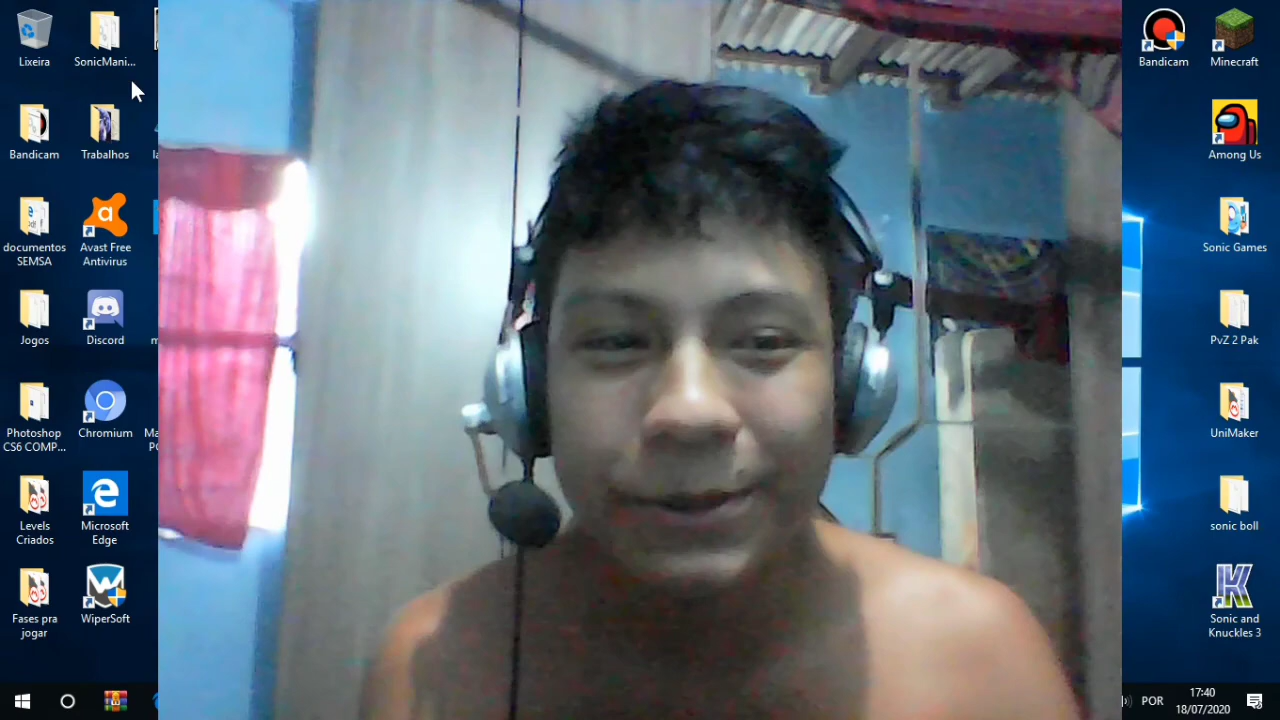 Lixeira
SonicMani...
Bandicam
Trabalhos
documentos
SEMSA
Avast Free
Antivirus
Jogos
Discord
Photoshop
CS6 COMP...
Chromium
Levels
Criados
Microsoft
Edge
Fases pra
jogar
WiperSoft
Bandicam
Minecraft
Among Us
Sonic Games
PvZ 2 Pak
UniMaker
sonic boll
Sonic and
Knuckles 3
POR
17:40
18/07/2020